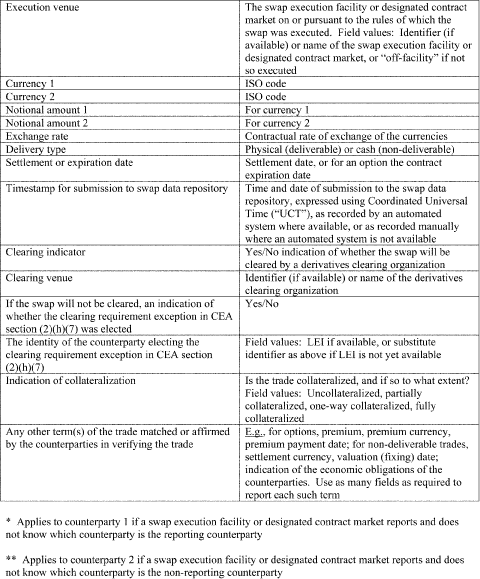 Execution venue
The swap execution facility or designated contract
market on or pursuant to the rules of which the
swap was executed.  Field values:  Identifier (if
available) or name of the swap execution facility or
designated contract market, or “off-facility” if not
so executed
Currency 1
ISO code
Currency 2
ISO code
Notional amount 1
For currency 1
Notional amount 2
For currency 2
Exchange rate
Contractual rate of exchange of the currencies
Delivery type
Physical (deliverable) or cash (non-deliverable)
Settlement or expiration date
Settlement date, or for an option the contract
expiration date
Timestamp for submission to swap data repository
Time and date of submission to the swap data
repository, expressed using Coordinated Universal
Time (“UCT”), as recorded by an automated
system where available, or as recorded manually
where an automated system is not available
Clearing indicator
Yes/No indication of whether the swap will be
cleared by a derivatives clearing organization
Clearing venue
Identifier (if available) or name of the derivatives
clearing organization
If the swap will not be cleared, an indication of
whether the clearing requirement exception in CEA
section (2)(h)(7) was elected
Yes/No
The identity of the counterparty electing the
clearing requirement exception in CEA section
(2)(h)(7)
Field values:  LEI if available, or substitute
identifier as above if LEI is not yet available
Indication of collateralization
Is the trade collateralized, and if so to what extent?
Field values:  Uncollateralized, partially
collateralized, one-way collateralized, fully
collateralized
Any other term(s) of the trade matched or affirmed
by the counterparties in verifying the trade
E.g., for options, premium, premium currency,
premium payment date; for non-deliverable trades,
settlement currency, valuation (fixing) date;
indication of the economic obligations of the
counterparties.  Use as many fields as required to
report each such term
*  Applies to counterparty 1 if a swap execution facility or designated contract market reports and does
not know which counterparty is the reporting counterparty
**  Applies to counterparty 2 if a swap execution facility or designated contract market reports and does
not know which counterparty is the non-reporting counterparty